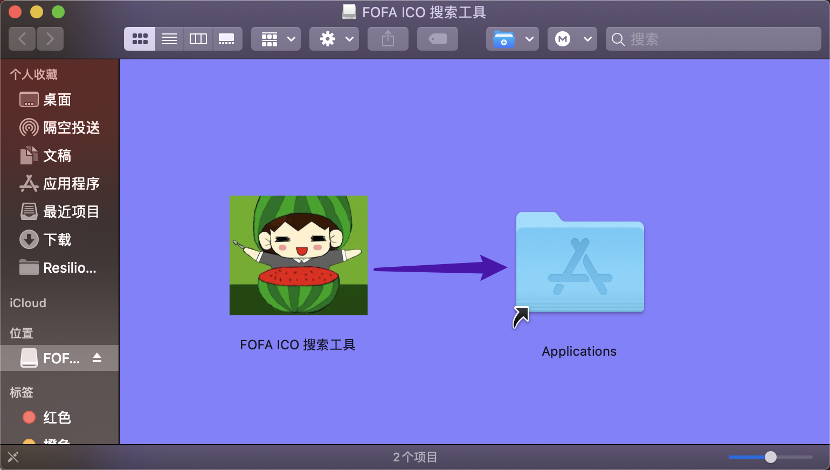 FOFA ICO 搜索工具
搜索
个人收藏
桌面
隔空投送
文稿
应用程序
最近项目
下载
Resilio...
iCloud
位置
FOF...
标签
红色
橙色
FOFA ICO 搜索工具
Applications
2个项目